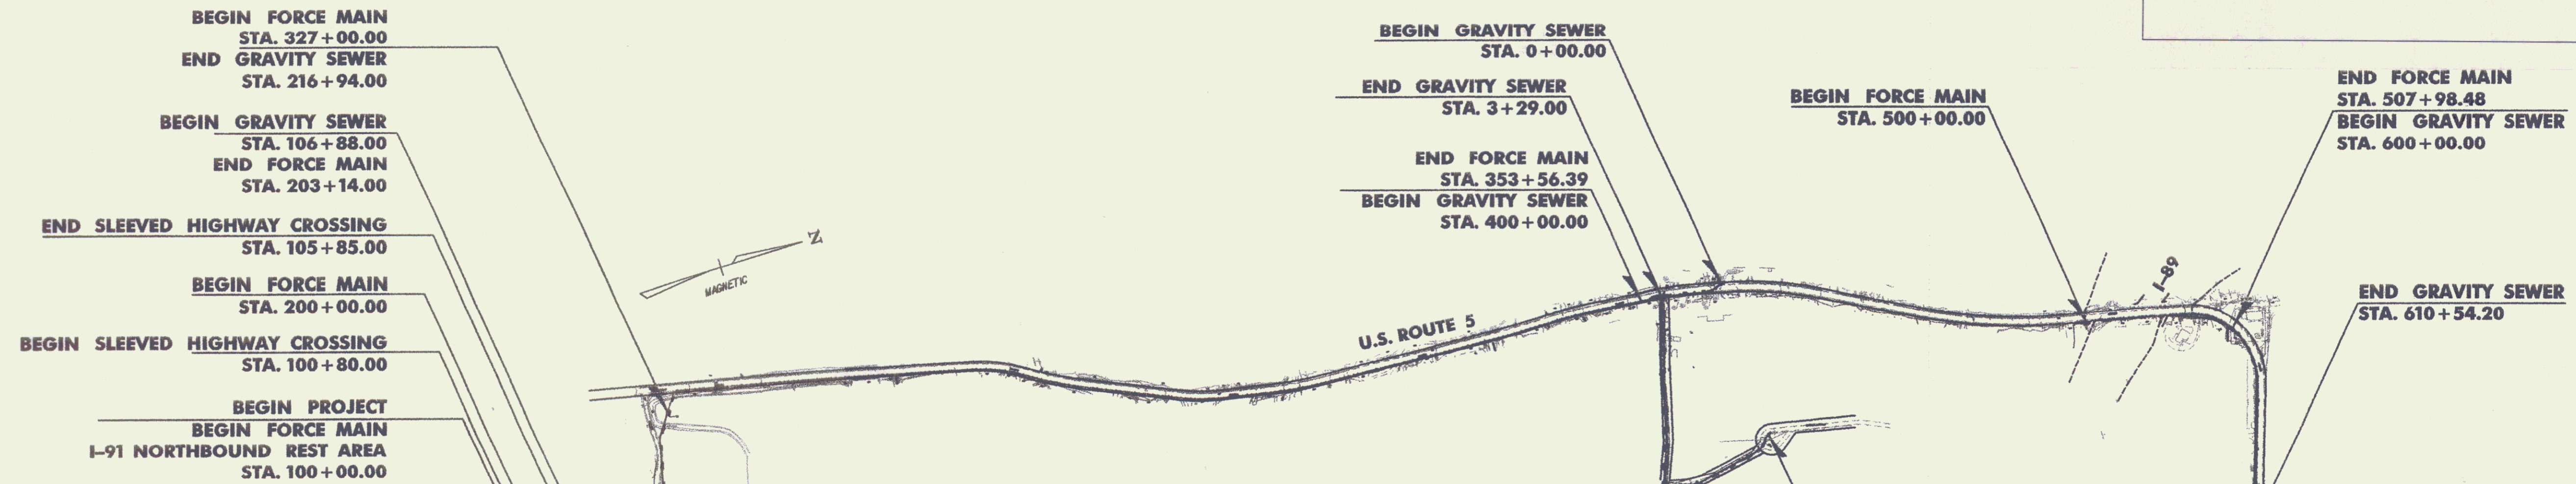 BEGIN FORCE MAIN
STA. 327+00.00
END GRAVITY SEWER
STA. 216+94.00
BEGIN GRAVITY SEWER
STA. 106+88.00
END FORCE MAIN
STA. 203+14.00
END SLEEVED HIGHWAY CROSSING
STA. 105+85.00
BEGIN FORCE MAIN
STA. 200+00.00
BEGIN SLEEVED HIGHWAY CROSSING
STA. 100+80.00
BEGIN PROJECT
BEGIN FORCE MAIN
I-91 NORTHBOUND REST AREA
STA. 100+00.00
N
MAGNETIC
U.S. ROUTE 5
BEGIN GRAVITY SEWER
STA. 0+00.00
END GRAVITY SEWER
STA. 3+29.00
END FORCE MAIN
STA. 353+56.39
BEGIN GRAVITY SEWER
STA. 400+00.00
BEGIN FORCE MAIN
STA. 500+00.00
I-89
END FORCE MAIN
STA. 507+98.48
BEGIN GRAVITY SEWER
STA. 600+00.00
END GRAVITY SEWER
STA. 610+54.20